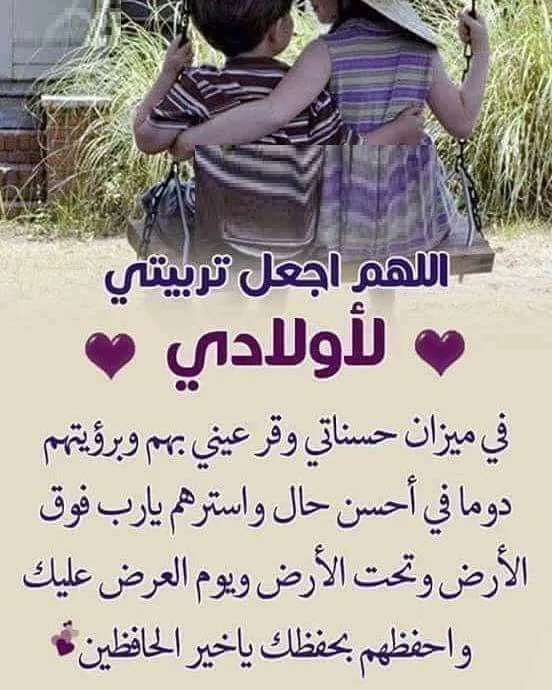 اللهم اجعل تربيتي
لأولادي
في ميزان حسناتي وقر عيني بهم وبرؤيتهم
دوما في أحسن حال واسترهم يارب فوق
الأرض وتحت الأرض ويوم العرض عليك
واحفظهم بحفظك ياخير الحافظين